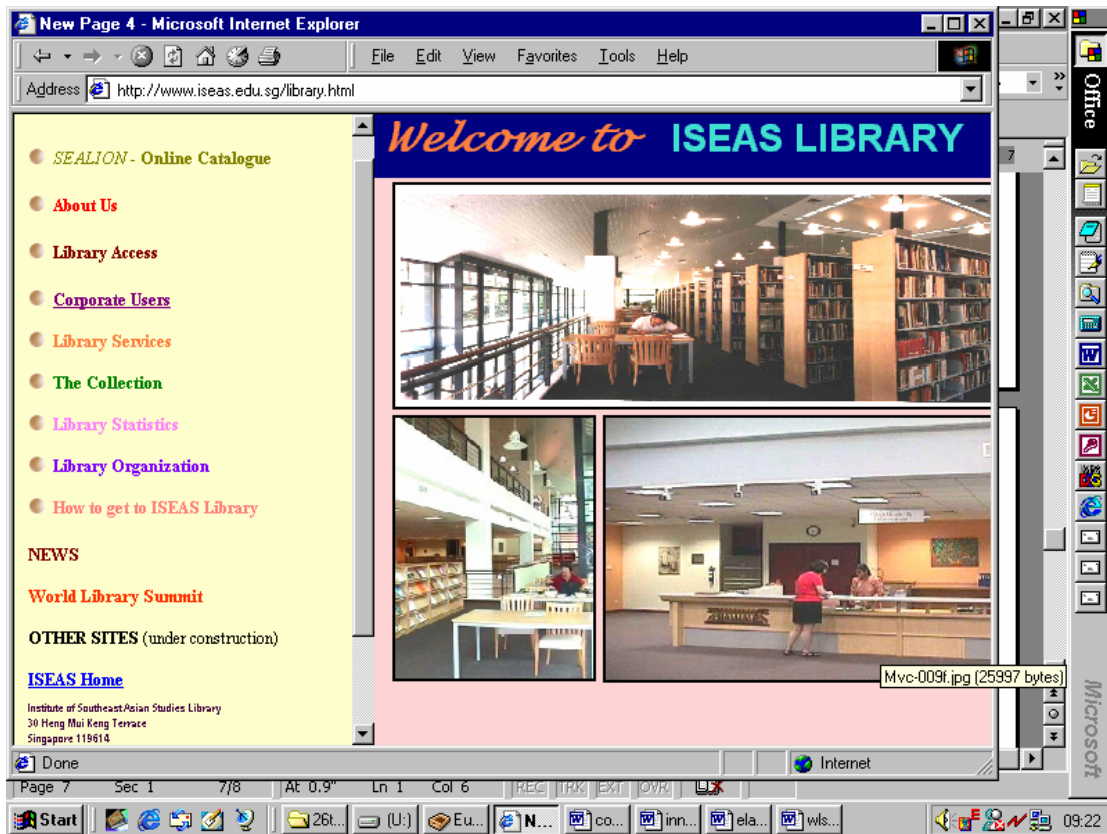 New Page 4 - Microsoft Internet Explorer
File Edit View Favorites Tools Help
Address http://www.iseas.edu.sg/library.html
Office
SEALION - Online Catalogue
About Us
Library Access
Corporate Users
Library Services
The Collection
Library Statistics
Library Organization
How to get to ISEAS Library
NEWS
World Library Summit
OTHER SITES (under construction)
ISEAS Home
Institute of Southeast Asian Studies Library
30 Heng Mui Keng Terrace
Singapore 119614
Welcome to ISEAS LIBRARY
7
Mvc-009f.jpg (25997 bytes)
Microsoft
Done
Internet
Page 7 Sec 1 7/8 At 0.9" Ln 1 Col 6 REC TRK EXT OVR
Start 26t... (U:) Eu... N... co... inn... ela... wls... 09:22